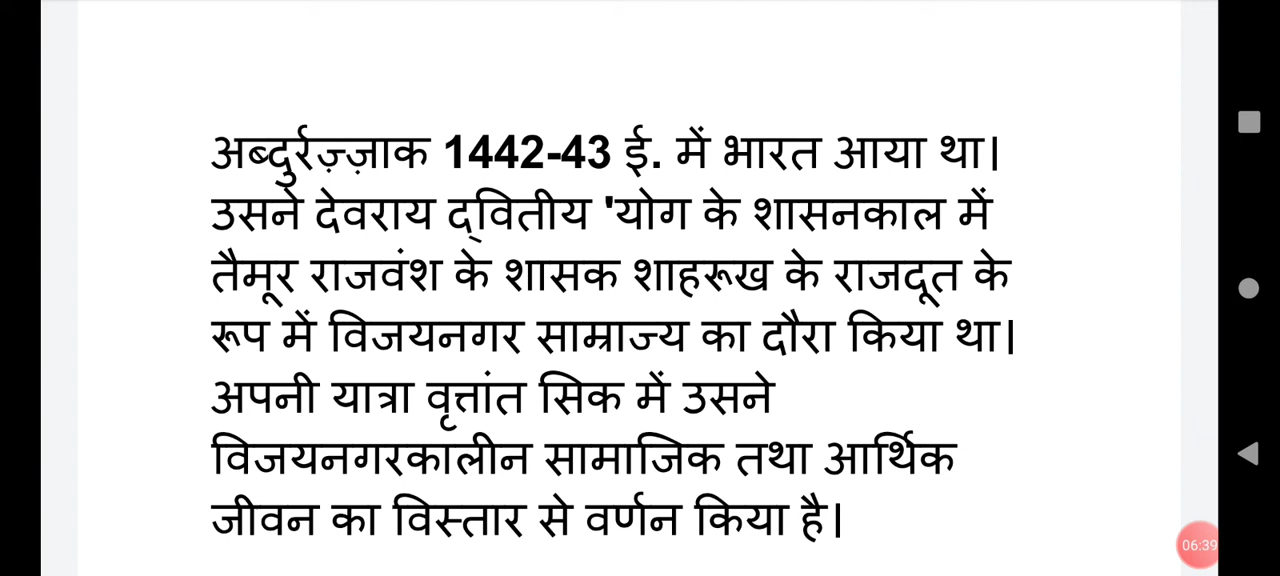 अब्दुर्रज़्ज़ाक 1442-43 ई. में भारत आया था।
उसने देवराय द्वितीय 'योग के शासनकाल में
तैमूर राजवंश के शासक शाहरूख के राजदूत के
रूप में विजयनगर साम्राज्य का दौरा किया था।
अपनी यात्रा वृत्तांत सिक में उसने
विजयनगरकालीन सामाजिक तथा आर्थिक
जीवन का विस्तार से वर्णन किया है।
06:39